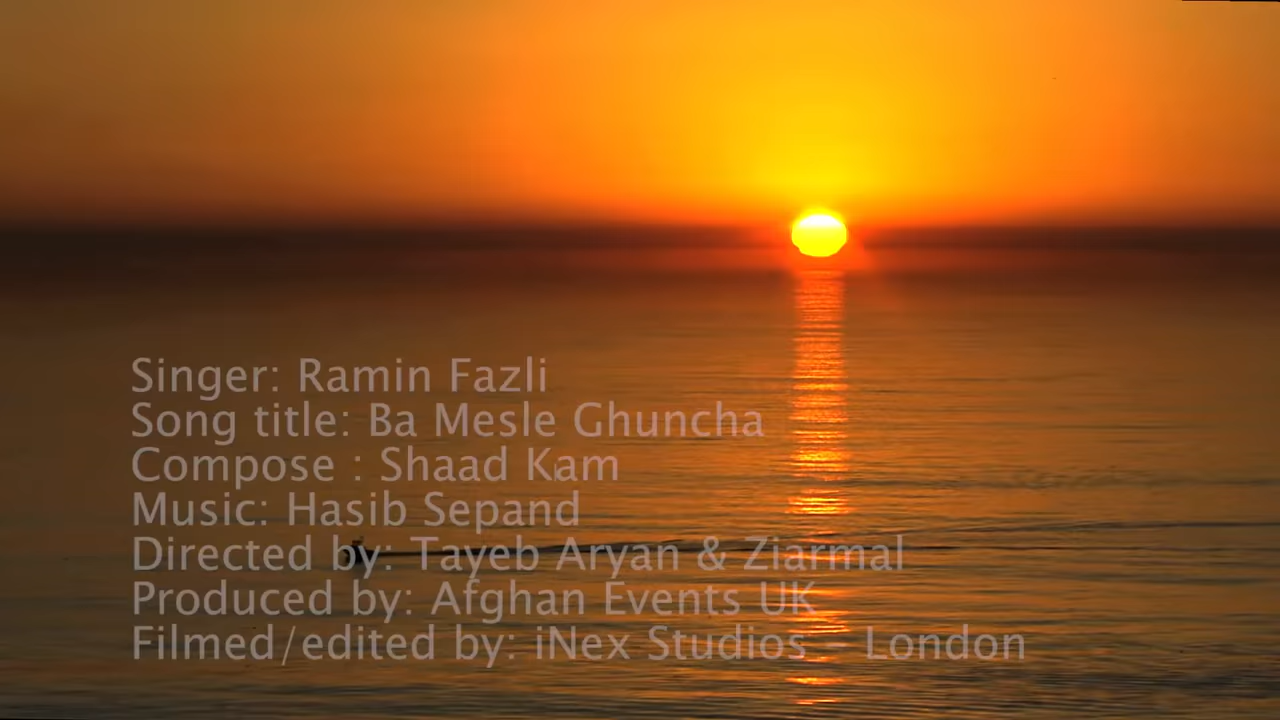 Singer: Ramin Fazli
Song title: Ba Mesle Ghuncha
Compose : Shaad Kam
Music: Hasib Sepand
Directed by: Tayeb Aryan & Ziarmal
Produced by: Afghan Events UK
Filmed/edited by: iNex Studios - London